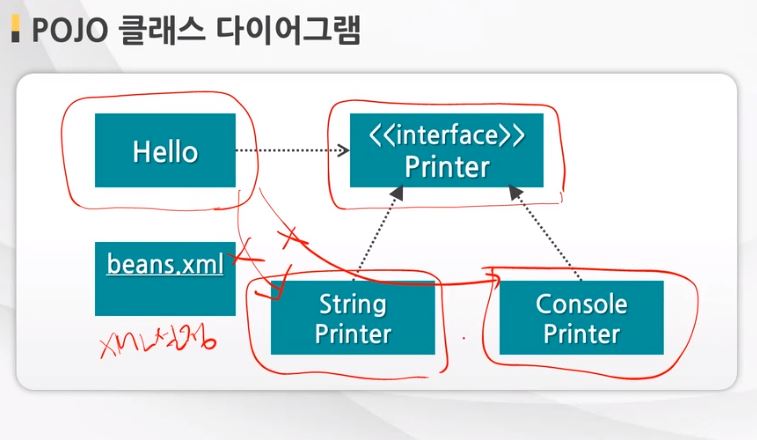 POJO 클래스 다이어그램
Hello
<<interface>>
Printer
beans.xml
String
Printer
Console
Printer
XML설정